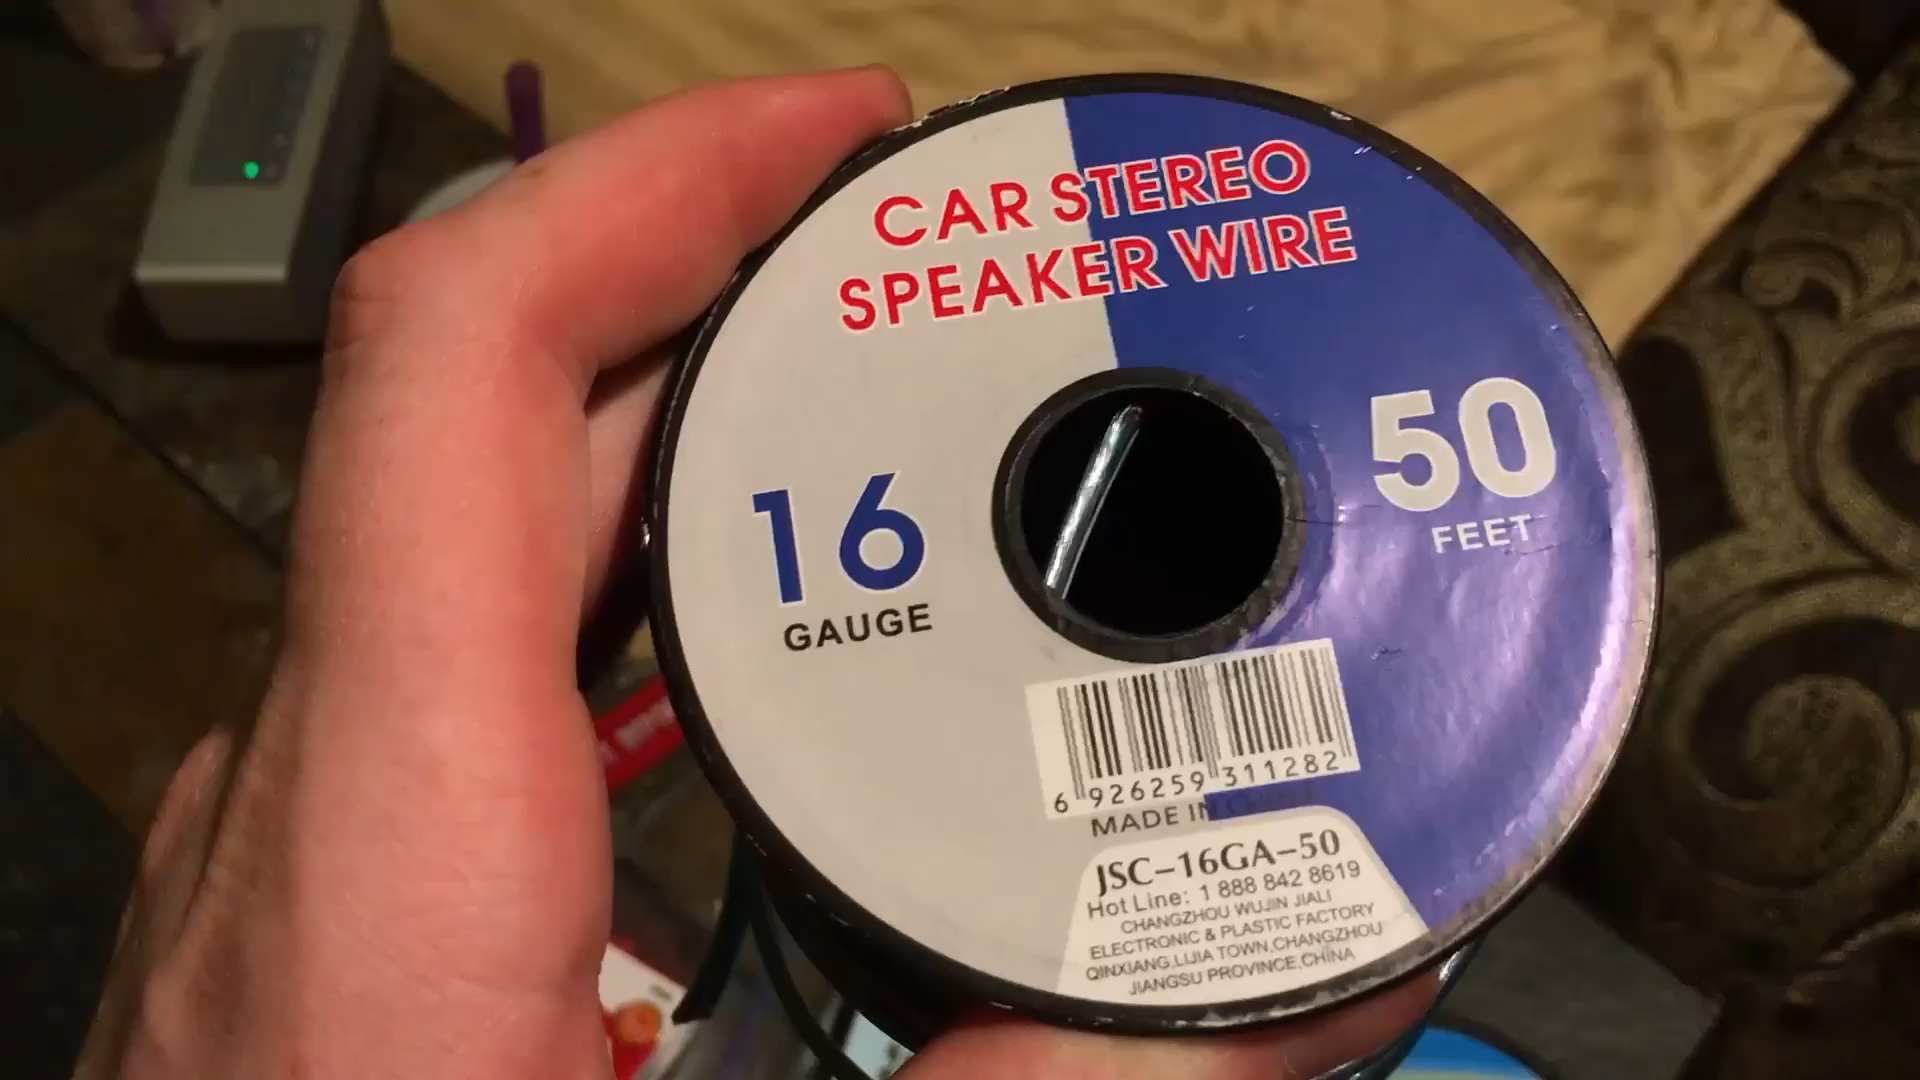 CAR STEREO
SPEAKER WIRE
16
GAUGE
50
FEET
6 926259 311282
MADE IN CHINA
JSC-16GA-50
Hot Line: 1 888 842 8619
CHANGZHOU WUJIN JIALI
ELECTRONIC & PLASTIC FACTORY
QINXIANG,LIJIA TOWN,CHANGZHOU
JIANGSU PROVINCE,CHINA